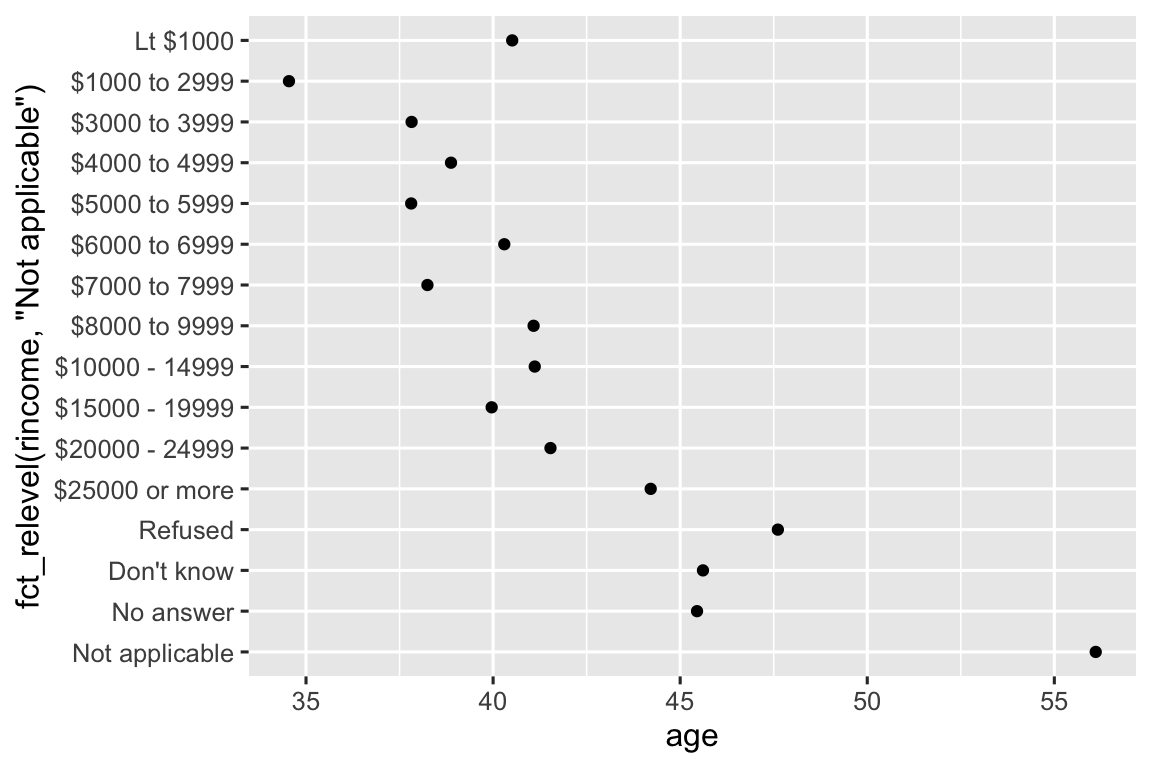 fct_relevel(rincome, "Not applicable")
Lt $1000
$1000 to 2999
$3000 to 3999
$4000 to 4999
$5000 to 5999
$6000 to 6999
$7000 to 7999
$8000 to 9999
$10000 - 14999
$15000 - 19999
$20000 - 24999
$25000 or more
Refused
Don't know
No answer
Not applicable
35 40 45 50 55
age